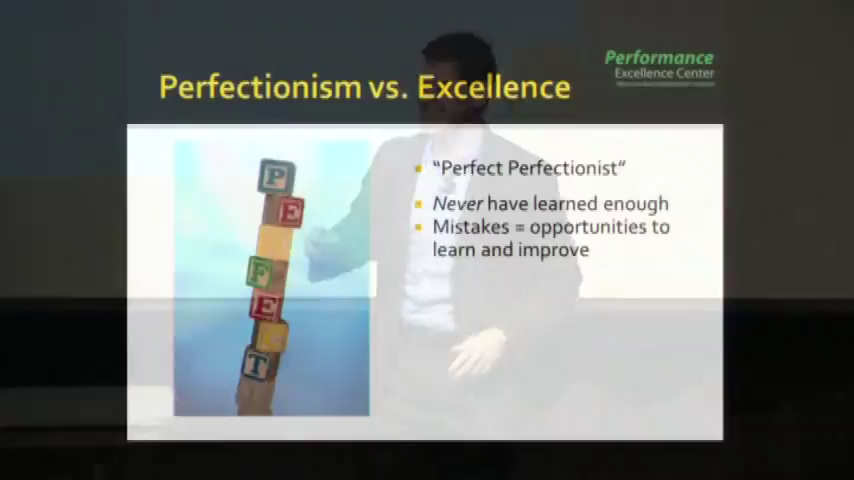 Performance
Excellence Center
Perfectionism vs. Excellence
"Perfect Perfectionist"
Never have learned enough
Mistakes = opportunities to
learn and improve
P
E
F
E
T